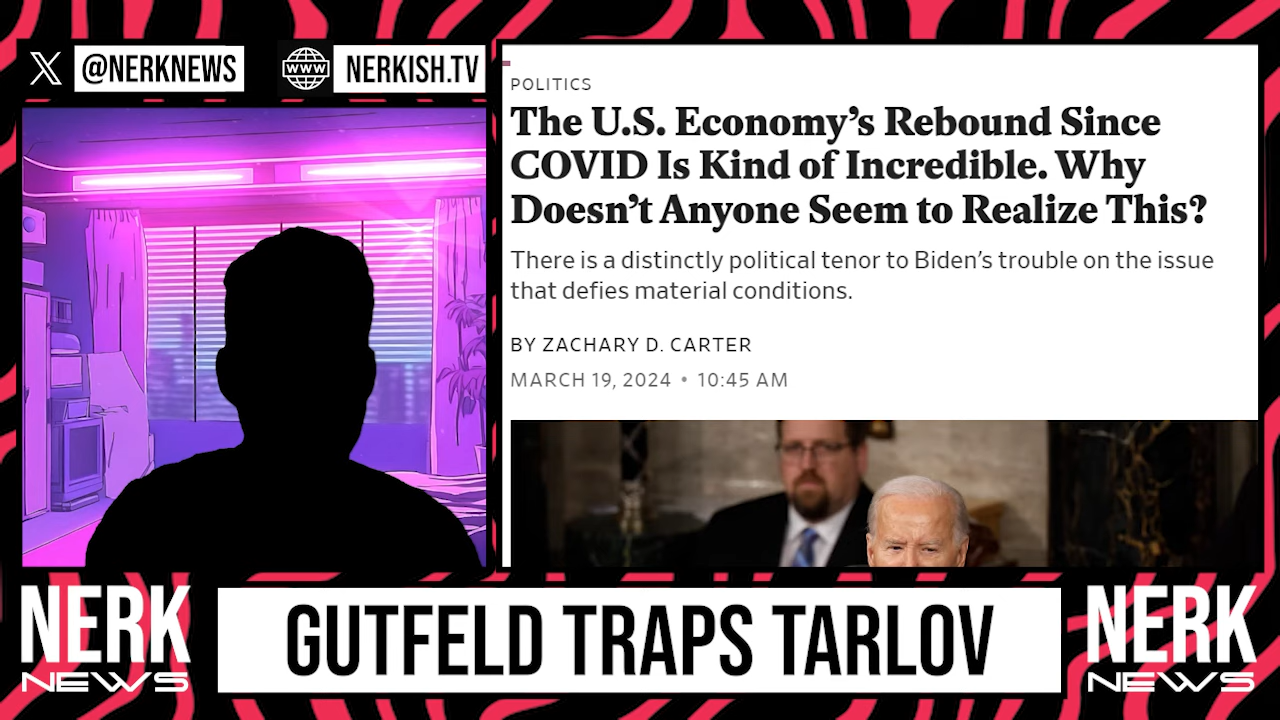 @NERKNEWS
WWW
NERKISH.TV
POLITICS
The U.S. Economy’s Rebound Since
COVID Is Kind of Incredible. Why
Doesn’t Anyone Seem to Realize This?
There is a distinctly political tenor to Biden’s trouble on the issue
that defies material conditions.
BY ZACHARY D. CARTER
MARCH 19, 2024 • 10:45 AM
NERK
NEWS
GUTFELD TRAPS TARLOV
NERK
NEWS